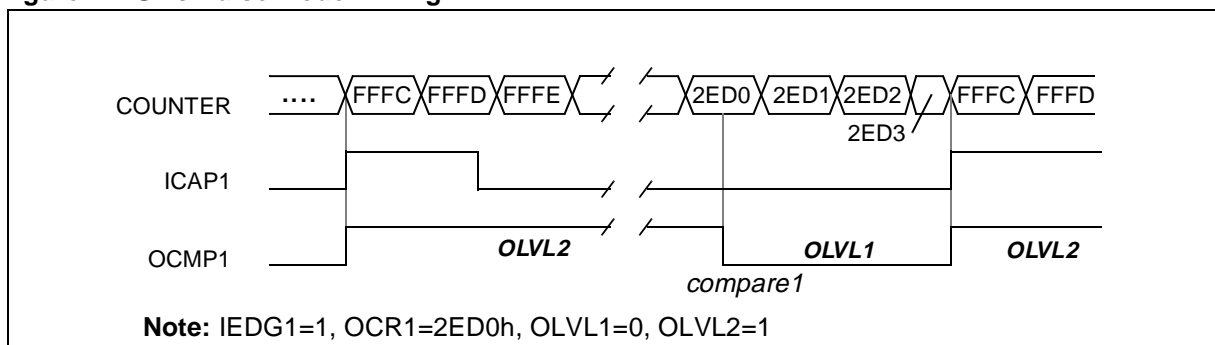 COUNTER .... FFFC FFFD FFFE 2ED0 2ED1 2ED2 FFFC FFFD
2ED3
ICAP1
OCMP1 OLVL2 OLVL1 OLVL2
compare1
Note: IEDG1=1, OCR1=2ED0h, OLVL1=0, OLVL2=1